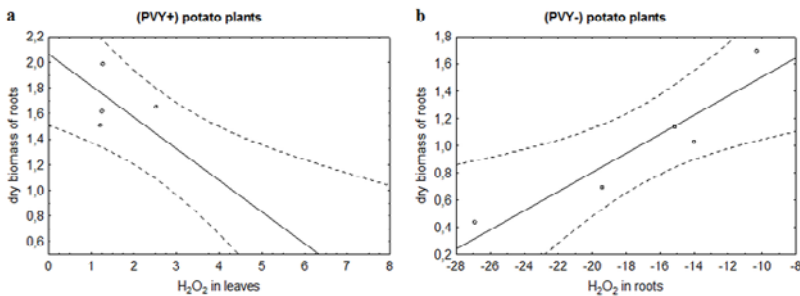 a (PVY+) potato plants
2,2
2,0
1,8
1,6
1,4
1,2
1,0
0,8
0,6
dry biomass of roots
0 1 2 3 4 5 6 7 8
H₂O₂ in leaves
b (PVY-) potato plants
1,8
1,6
1,4
1,2
1,0
0,8
0,6
0,4
0,2
dry biomass of roots
-28 -26 -24 -22 -20 -18 -16 -14 -12 -10 -8
H₂O₂ in roots